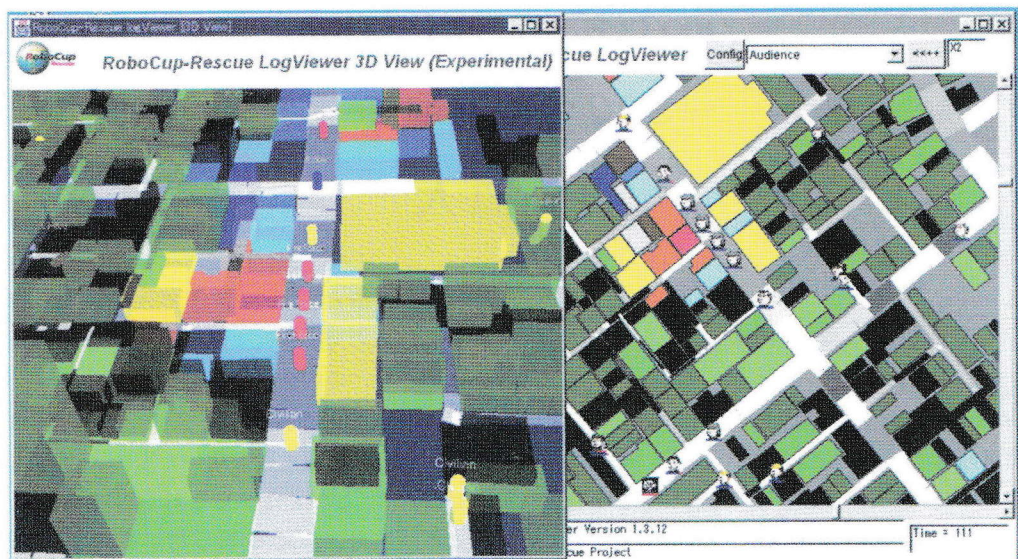 RoboCup-Rescue LogViewer [3D View]
RoboCup
Rescue
RoboCup-Rescue LogViewer 3D View (Experimental)
cue LogViewer
Config
Audience
<<++
X2
Civilian
Civilian
er Version 1.3.12
cue Project
Time = 111